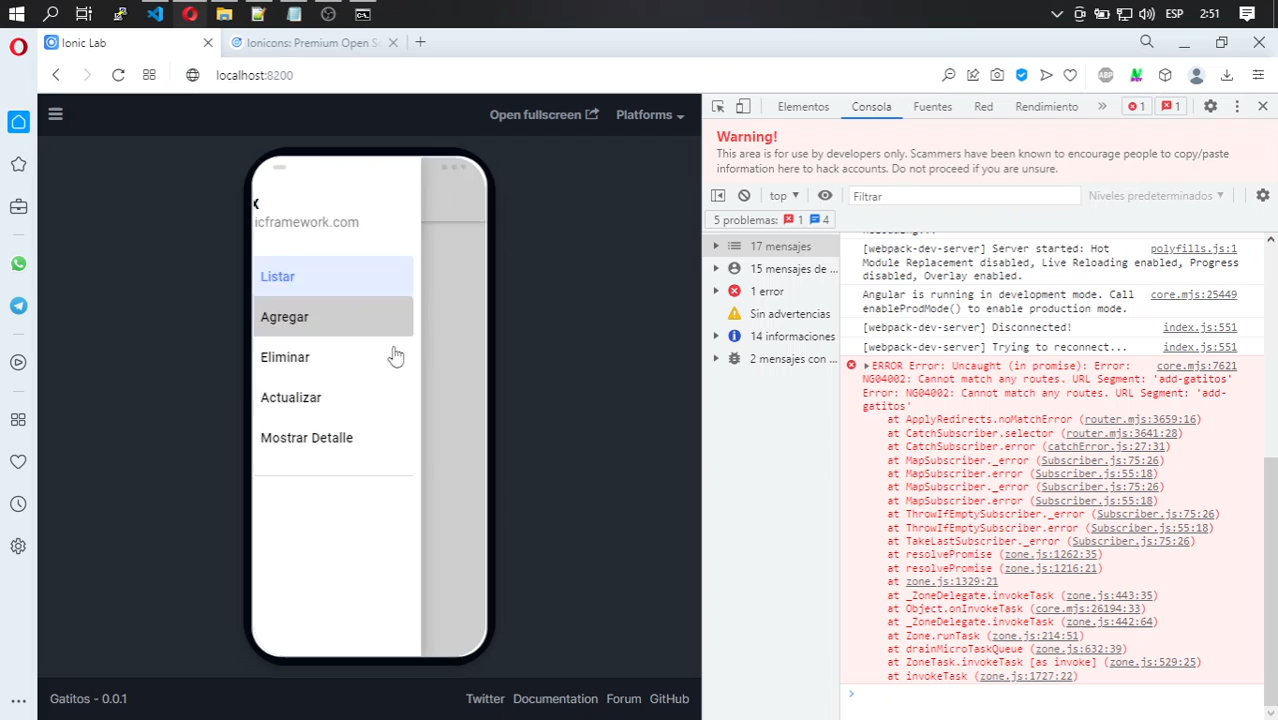 ESP 2:51
Ionic Lab
Ionicons: Premium Open S
localhost:8200
ABP
Open fullscreen
Platforms
icframework.com
Listar
Agregar
Eliminar
Actualizar
Mostrar Detalle
Gatitos - 0.0.1
Twitter Documentation Forum GitHub
Elementos Consola Fuentes Red Rendimiento 1 1
Warning!
This area is for use by developers only. Scammers have been known to encourage people to copy/paste
information here to hack accounts. Do not proceed if you are unsure.
top Filtrar Niveles predeterminados
5 problemas: 1 4
17 mensajes
15 mensajes de ...
1 error
Sin advertencias
14 informaciones
2 mensajes con ...
[webpack-dev-server] Server started: Hot polyfills.js:1
Module Replacement disabled, Live Reloading enabled, Progress
disabled, Overlay enabled.
Angular is running in development mode. Call core.mjs:25449
enableProdMode() to enable production mode.
[webpack-dev-server] Disconnected! index.js:551
[webpack-dev-server] Trying to reconnect... index.js:551
ERROR Error: Uncaught (in promise): Error: core.mjs:7621
NG04002: Cannot match any routes. URL Segment: 'add-gatitos'
Error: NG04002: Cannot match any routes. URL Segment: 'add-
gatitos'
at ApplyRedirects.noMatchError (router.mjs:3659:16)
at CatchSubscriber.selector (router.mjs:3641:28)
at CatchSubscriber.error (catchError.js:27:31)
at MapSubscriber._error (Subscriber.js:75:26)
at MapSubscriber.error (Subscriber.js:55:18)
at MapSubscriber._error (Subscriber.js:75:26)
at MapSubscriber.error (Subscriber.js:55:18)
at ThrowIfEmptySubscriber._error (Subscriber.js:75:26)
at ThrowIfEmptySubscriber.error (Subscriber.js:55:18)
at TakeLastSubscriber._error (Subscriber.js:75:26)
at resolvePromise (zone.js:1262:35)
at resolvePromise (zone.js:1216:21)
at zone.js:1329:21
at _ZoneDelegate.invokeTask (zone.js:443:35)
at Object.onInvokeTask (core.mjs:26194:33)
at _ZoneDelegate.invokeTask (zone.js:442:64)
at Zone.runTask (zone.js:214:51)
at drainMicroTaskQueue (zone.js:632:39)
at ZoneTask.invokeTask [as invoke] (zone.js:529:25)
at invokeTask (zone.js:1727:22)